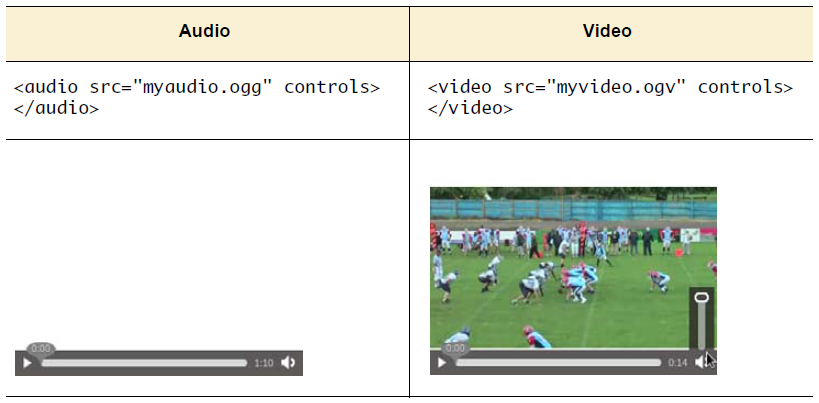 Audio
Video
<audio src="myaudio.ogg" controls>
</audio>
<video src="myvideo.ogv" controls>
</video>
0:00
1:10
0:00
0:14